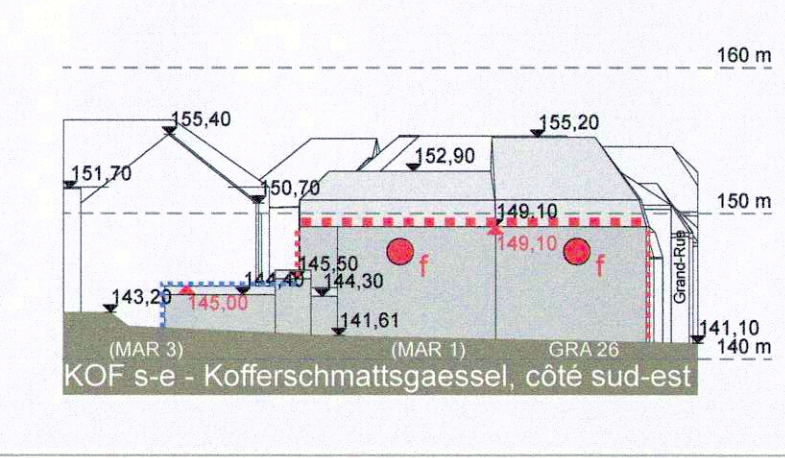 160 m
155,40
155,20
152,90
151,70
150,70
150 m
149,10
149,10
f
f
Grand-Rue
145,50
144,40
144,30
143,20
145,00
141,61
141,10
140 m
(MAR 3)
(MAR 1)
GRA 26
KOF s-e - Kofferschmattsgaessel, côté sud-est